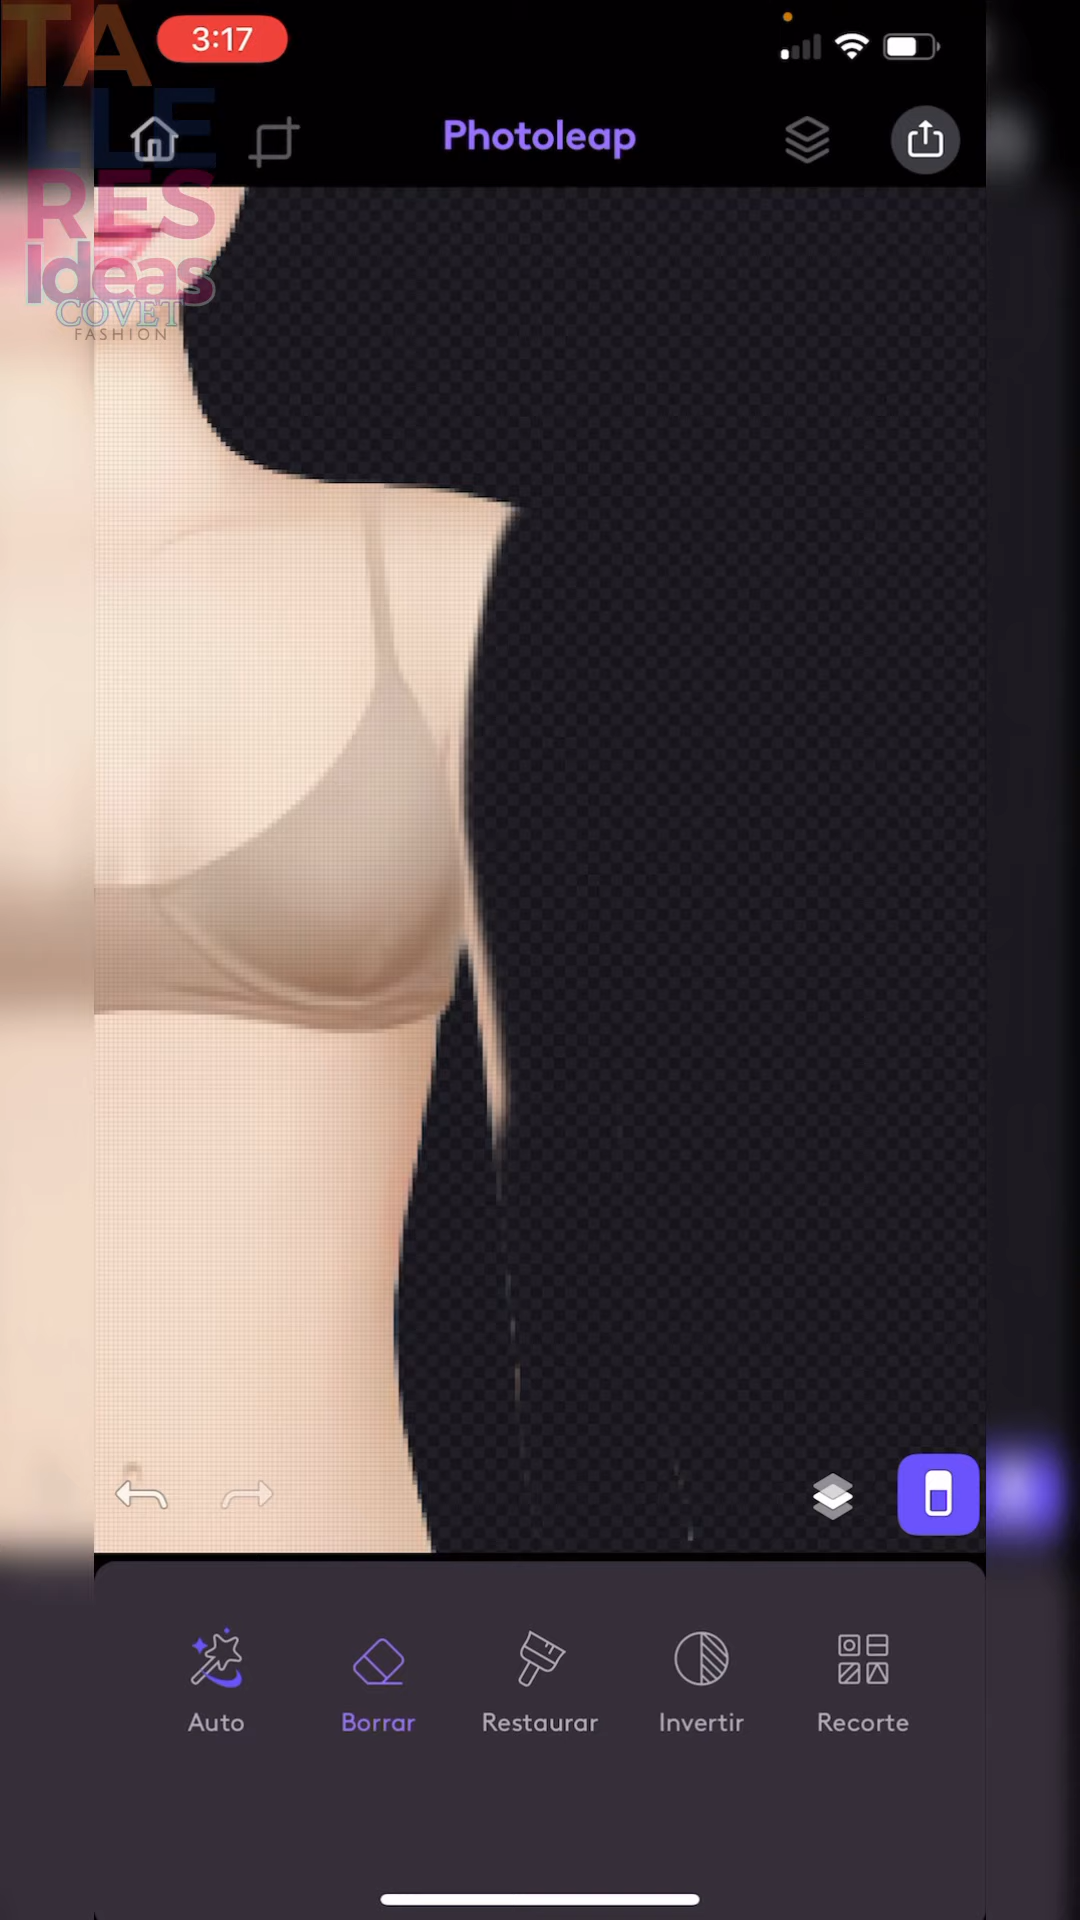 3:17
TA
LLE
RES
Ideas
COVET
FASHION
Photoleap
Auto
Borrar
Restaurar
Invertir
Recorte